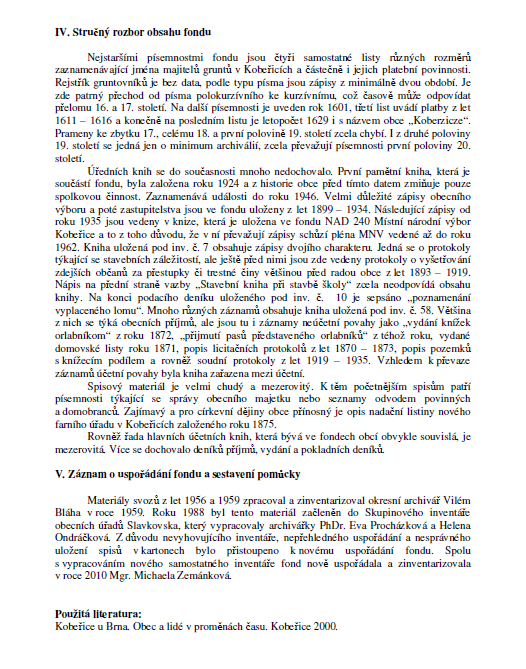 IV. Stručný rozbor obsahu fondu
Nejstaršími písemnostmi fondu jsou čtyři samostatné listy různých rozměrů
zaznamenávající jména majitelů gruntů v Kobeřicích a částečně i jejich platební povinnosti.
Rejstřík gruntovníků je bez data, podle typu písma jsou zápisy z minimálně dvou období. Je
zde patrný přechod od písma polokurzívního ke kurzívnímu, což časově může odpovídat
přelomu 16. a 17. století. Na další písemnosti je uveden rok 1601, třetí list uvádí platby z let
1611 – 1616 a konečně na posledním listu je letopočet 1629 i s názvem obce „Koberzicze“.
Prameny ke zbytku 17., celému 18. a první polovině 19. století zcela chybí. I z druhé poloviny
19. století se jedná jen o minimum archiválií, zcela převažují písemnosti první polovny 20.
století.
Úředních knih se do současnosti mnoho nedochovalo. První pamětní kniha, která je
součástí fondu, byla založena roku 1924 a z historie obce před tímto datem zmiňuje pouze
spolkovou činnost. Zaznamenává události do roku 1946. Velmi důležité zápisy obecního
výboru a poté zastupitelstva jsou ve fondu uloženy z let 1899 – 1934. Následující zápisy od
roku 1935 jsou vedeny v knize, která je uložena ve fondu NAD 240 Místní národní výbor
Kobeřice a to z toho důvodu, že v ní převažují zápisy schůzí pléna MNV vedené až do roku
1962. Kniha uložená pod inv. č. 7 obsahuje zápisy dvojího charakteru. Jedná se o protokoly
týkající se stavebních záležitostí, ale ještě před nimi jsou zde vedeny protokoly o vyšetřování
zdejších občanů za přestupky či trestné činy většinou před radou obce z let 1893 – 1919.
Nápis na přední straně vazby „Stavební kniha při stavbě školy“ zcela neodpovídá obsahu
knihy. Na konci podacího deníku uloženého pod inv. č. 10 je sepsáno „poznamenání
vyplaceného lomu“. Mnoho různých záznamů obsahuje kniha uložená pod inv. č. 58. Většina
z nich se týká obecních příjmů, ale jsou tu i záznamy neúčetní povahy jako „vydání knížek
orlabníkom“ z roku 1872, „přijmutí pasů představeného orlabníků“ z téhož roku, vydané
domovské listy roku 1871, popis licitačních protokolů z let 1870 – 1873, popis pozemků
s knížecím podílem a rovněž soudní protokoly z let 1919 – 1935. Vzhledem k převaze
záznamů účetní povahy byla kniha zařazena mezi účetní.
Spisový materiál je velmi chudý a mezerovitý. K těm početnějším spisům patří
písemnosti týkající se správy obecního majetku nebo seznamy odvodem povinných
a domobranců. Zajímavý a pro církevní dějiny obce přínosný je opis nadační listiny nového
farního úřadu v Kobeřicích založeného roku 1875.
Rovněž řada hlavních účetních knih, která bývá ve fondech obcí obvykle souvislá, je
mezerovitá. Více se dochovalo deníků příjmů, vydání a pokladních deníků.
V. Záznam o uspořádání fondu a sestavení pomůcky
Materiály svozů z let 1956 a 1959 zpracoval a zinventarizoval okresní archivář Vilém
Bláha v roce 1959. Roku 1988 byl tento materiál začleněn do Skupinového inventáře
obecních úřadů Slavkovska, který vypracovaly archivářky PhDr. Eva Procházková a Helena
Ondráčková. Z důvodu nevyhovujícího inventáře, nepřehledného uspořádání a nesprávného
uložení spisů v kartonech bylo přistoupeno k novému uspořádání fondu. Spolu
s vypracováním nového samostatného inventáře fond nově uspořádala a zinventarizovala
v roce 2010 Mgr. Michaela Zemánková.
Použitá literatura:
Kobeřice u Brna. Obec a lidé v proměnách času. Kobeřice 2000.